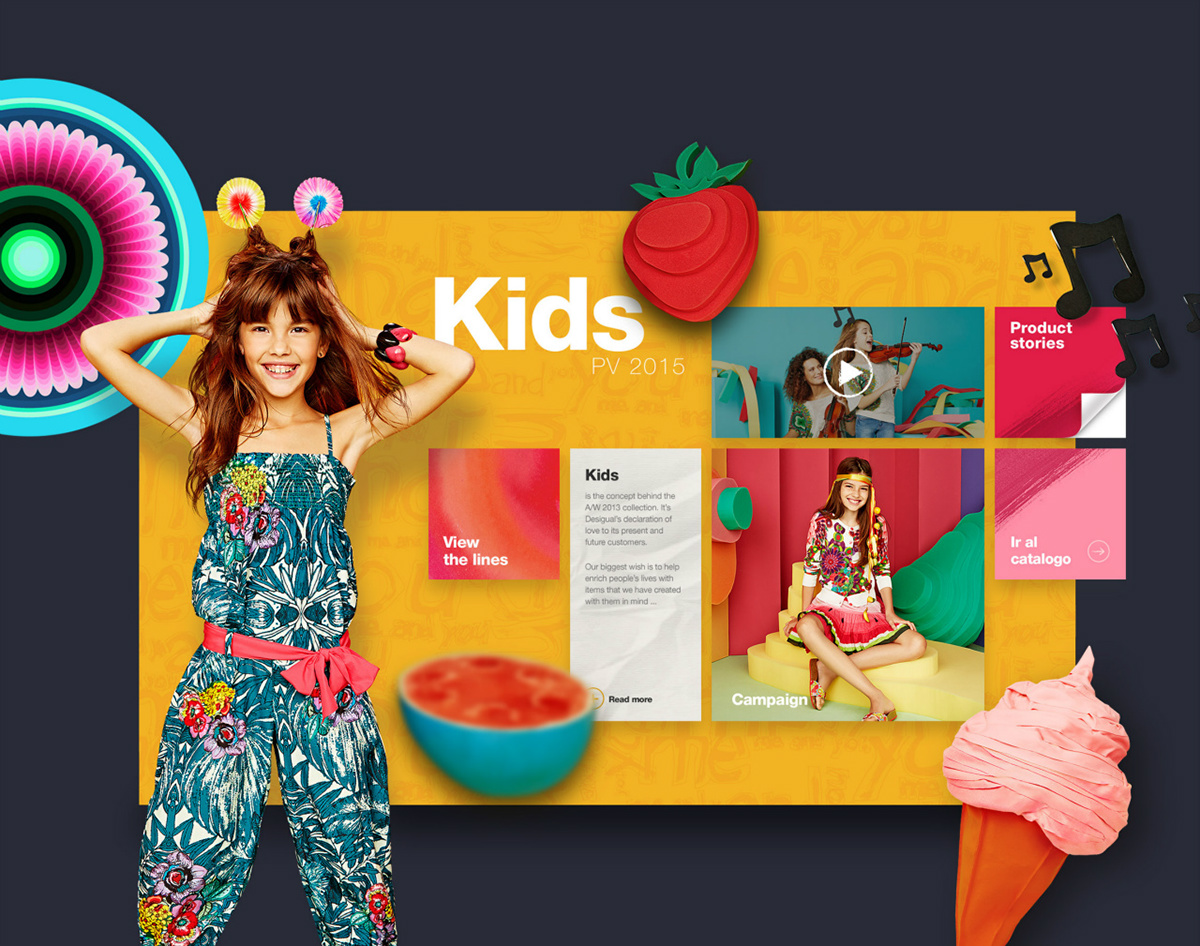 Kids
PV 2015
Product
stories
View
the lines
Kids
is the concept behind the
A/W 2013 collection. It's
Desigual's declaration of
love to its present and
future customers.
Our biggest wish is to help
enrich people's lives with
items that we have created
with them in mind ...
Read more
Campaign
Ir al
catalogo